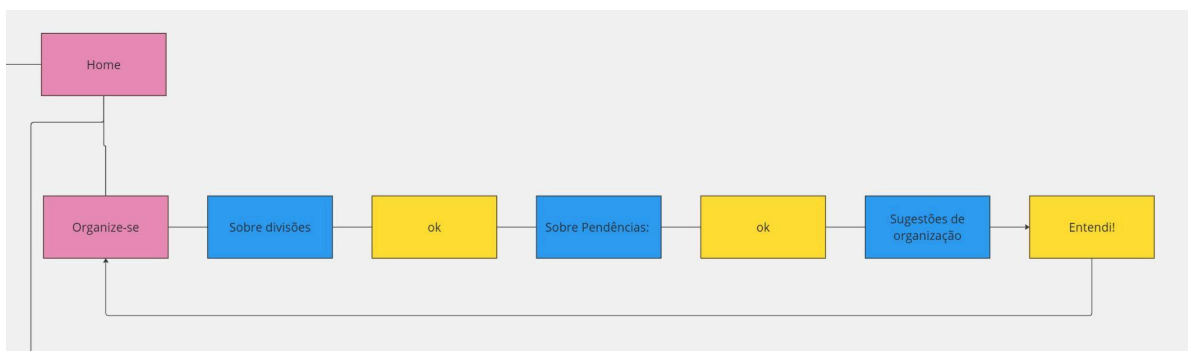 Home
Organize-se
Sobre divisões
ok
Sobre Pendências:
ok
Sugestões de
organização
Entendi!